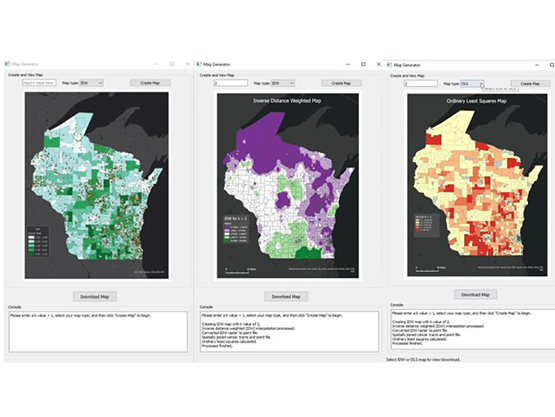 Map Generator
Create and View Map
Map type: IDW
Create Map
Download Map
Console
Please enter a k value > 1, select your map type, and then click "Create Map" to begin.
Map Generator
Create and View Map
2
Map type: IDW
Create Map
Inverse Distance Weighted Map
IDW for k = 2
Download Map
Console
Please enter a k value > 1, select your map type, and then click "Create Map" to begin.
Creating IDW map with k value of 2.
Inverse distance weighted (IDW) interpolation processed.
Converted IDW raster to point file.
Spatially joined cancer tracts and point file.
Ordinary least squares calculated.
Processes finished.
Map Generator
Create and View Map
2
Map type: OLS
Create Map
Ordinary Least Squares Map
Download Map
Console
Please enter a k value > 1, select your map type, and then click "Create Map" to begin.
Creating IDW map with k value of 2.
Inverse distance weighted (IDW) interpolation processed.
Converted IDW raster to point file.
Spatially joined cancer tracts and point file.
Ordinary least squares calculated.
Processes finished.
Select IDW or OLS map to view/download.